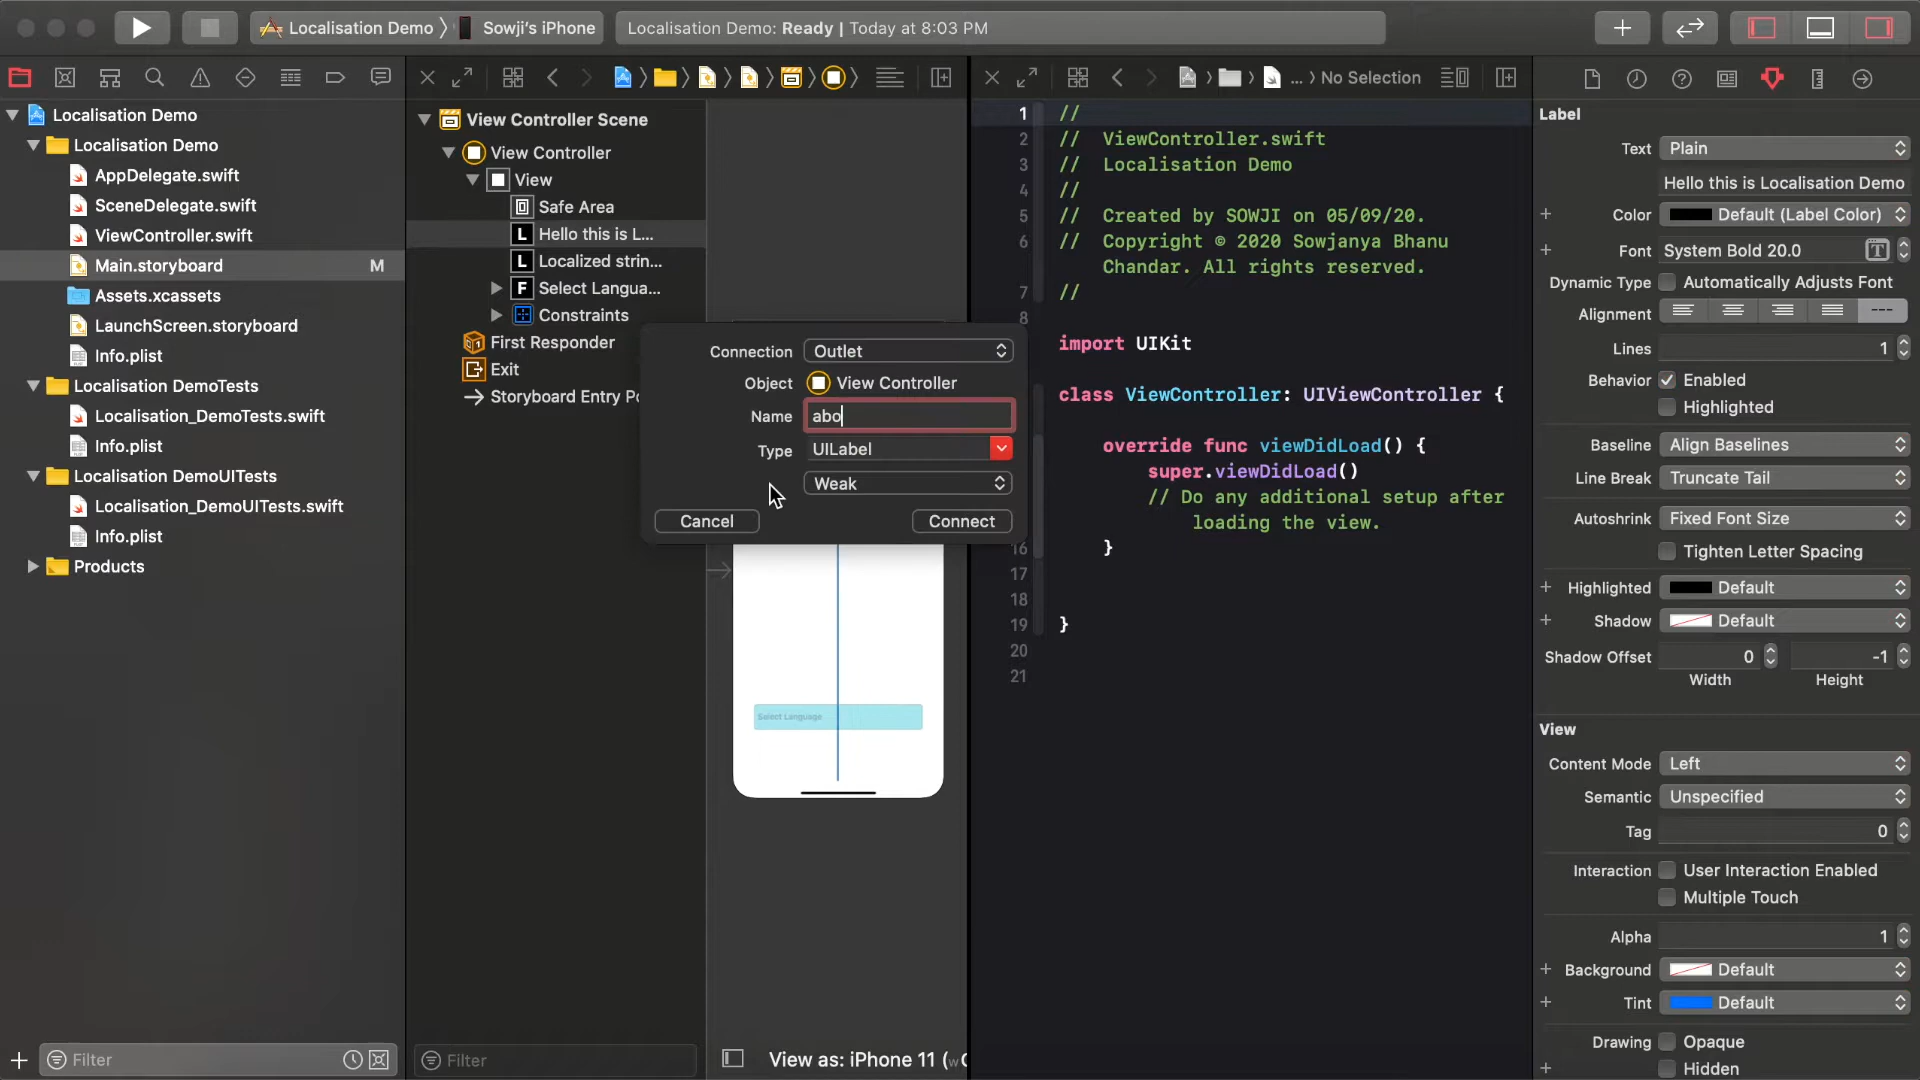 Localisation Demo 〉 Sowji's iPhone
Localisation Demo: Ready | Today at 8:03 PM
... 〉 No Selection
Localisation Demo
Localisation Demo
AppDelegate.swift
SceneDelegate.swift
ViewController.swift
Main.storyboard M
Assets.xcassets
LaunchScreen.storyboard
Info.plist
Localisation DemoTests
Localisation_DemoTests.swift
Info.plist
Localisation DemoUITests
Localisation_DemoUITests.swift
Info.plist
Products
Filter
View Controller Scene
View Controller
View
Safe Area
L Hello this is L...
L Localized strin...
F Select Langua...
Constraints
First Responder
Exit
Storyboard Entry Po
Filter
Connection Outlet
Object View Controller
Name abo
Type UILabel
Weak
Cancel Connect
Select Language
View as: iPhone 11 (wC
1 //
2 // ViewController.swift
3 // Localisation Demo
4 //
5 // Created by SOWJI on 05/09/20.
6 // Copyright © 2020 Sowjanya Bhanu
Chandar. All rights reserved.
7 //
8
import UIKit
class ViewController: UIViewController {
override func viewDidLoad() {
super.viewDidLoad()
// Do any additional setup after
loading the view.
16 }
17
18
19 }
20
21
Label
Text Plain
Hello this is Localisation Demo
+ Color Default (Label Color)
+ Font System Bold 20.0 T
Dynamic Type Automatically Adjusts Font
Alignment ---
Lines 1
Behavior Enabled
Highlighted
Baseline Align Baselines
Line Break Truncate Tail
Autoshrink Fixed Font Size
Tighten Letter Spacing
+ Highlighted Default
+ Shadow Default
Shadow Offset 0 -1
Width Height
View
Content Mode Left
Semantic Unspecified
Tag 0
Interaction User Interaction Enabled
Multiple Touch
Alpha 1
+ Background Default
+ Tint Default
Drawing Opaque
+ Hidden